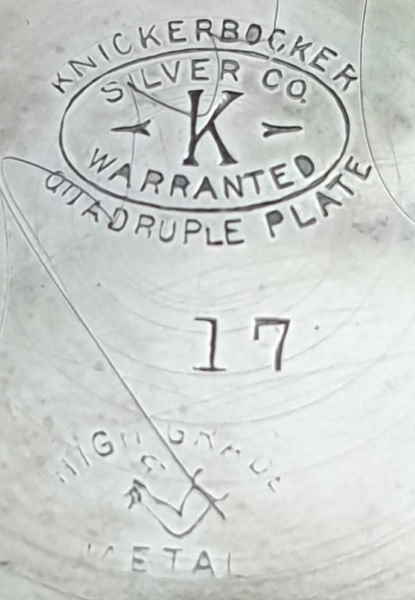 KNICKERBOCKER
SILVER CO.
K
WARRANTED
QUADRUPLE PLATE
17
HIGH GRADE
METAL